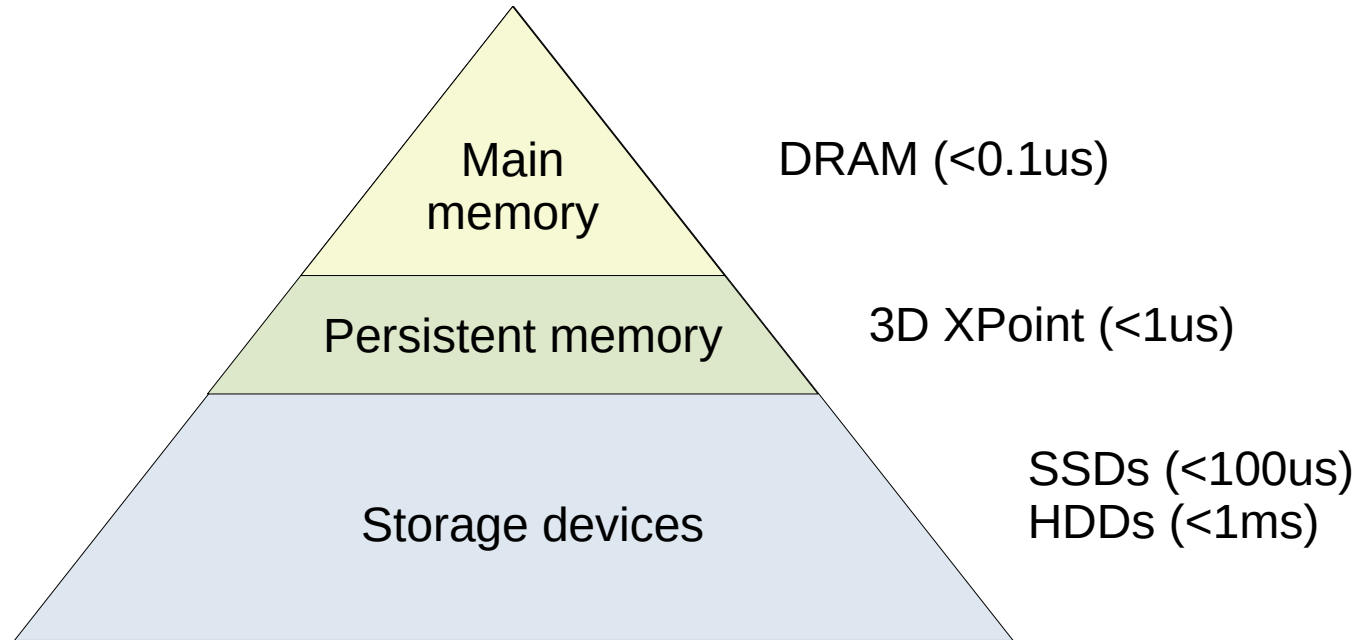 Main
memory
DRAM (<0.1us)
Persistent memory
3D XPoint (<1us)
Storage devices
SSDs (<100us)
HDDs (<1ms)